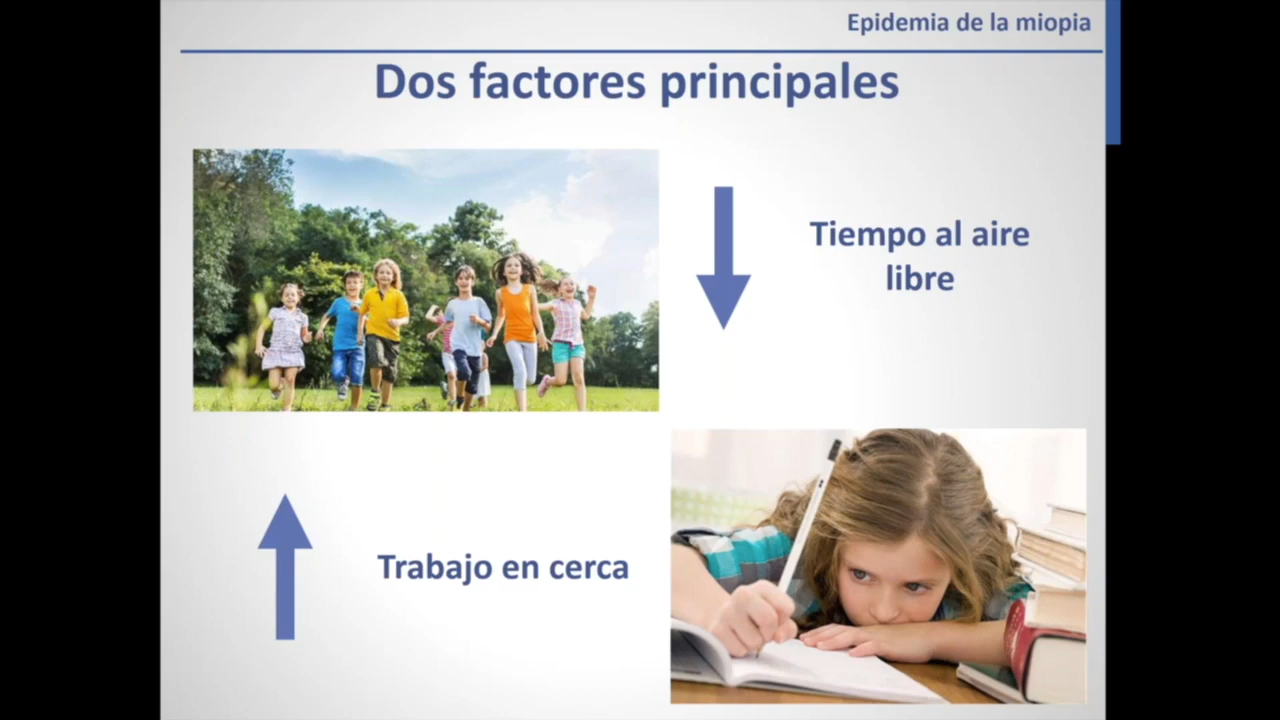 Epidemia de la miopia
Dos factores principales
Tiempo al aire
libre
Trabajo en cerca